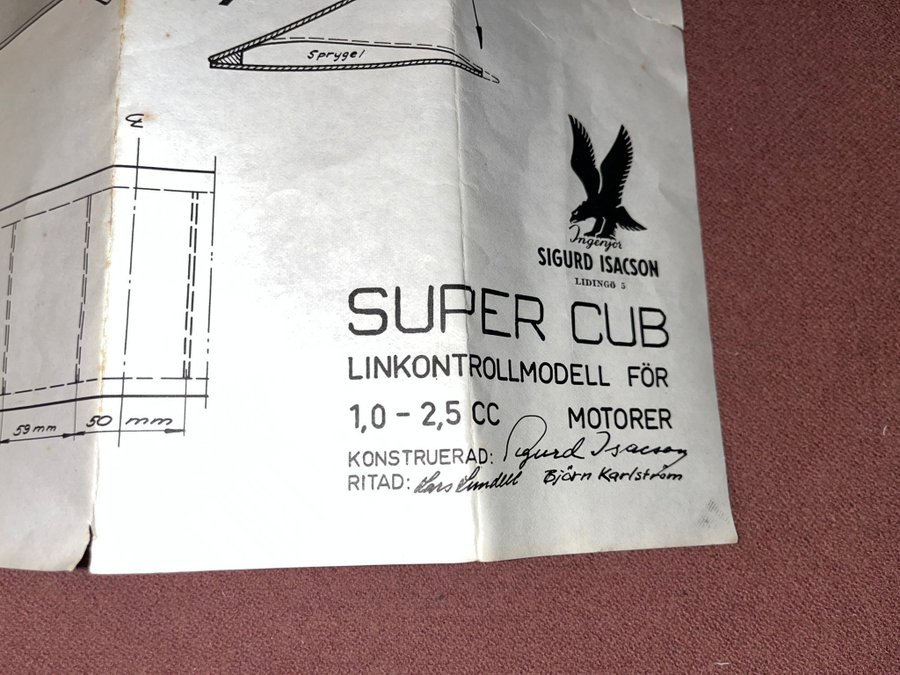 Sprygel
Ingenjör
SIGURD ISACSON
LIDINGÖ 5
SUPER CUB
LINKONTROLLMODELL FÖR
1,0 - 2,5 CC MOTORER
KONSTRUERAD: Sigurd Isacson
RITAD: Lars Lundell Björn Karlström
59 mm 50 mm